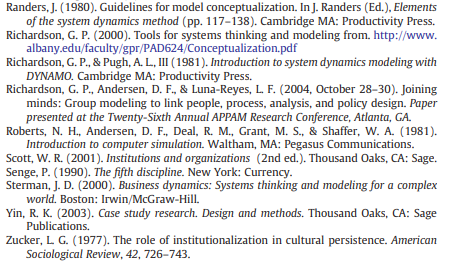 Randers, J. (1980). Guidelines for model conceptualization. In J. Randers (Ed.), Elements
of the system dynamics method (pp. 117–138). Cambridge MA: Productivity Press.
Richardson, G. P. (2000). Tools for systems thinking and modeling from. http://www.
albany.edu/faculty/gpr/PAD624/Conceptualization.pdf
Richardson, G. P., & Pugh, A. L., III (1981). Introduction to system dynamics modeling with
DYNAMO. Cambridge MA: Productivity Press.
Richardson, G. P., Andersen, D. F., & Luna-Reyes, L. F. (2004, October 28–30). Joining
minds: Group modeling to link people, process, analysis, and policy design. Paper
presented at the Twenty-Sixth Annual APPAM Research Conference, Atlanta, GA.
Roberts, N. H., Andersen, D. F., Deal, R. M., Grant, M. S., & Shaffer, W. A. (1981).
Introduction to computer simulation. Waltham, MA: Pegasus Communications.
Scott, W. R. (2001). Institutions and organizations (2nd ed.). Thousand Oaks, CA: Sage.
Senge, P. (1990). The fifth discipline. New York: Currency.
Sterman, J. D. (2000). Business dynamics: Systems thinking and modeling for a complex
world. Boston: Irwin/McGraw-Hill.
Yin, R. K. (2003). Case study research. Design and methods. Thousand Oaks, CA: Sage
Publications.
Zucker, L. G. (1977). The role of institutionalization in cultural persistence. American
Sociological Review, 42, 726–743.